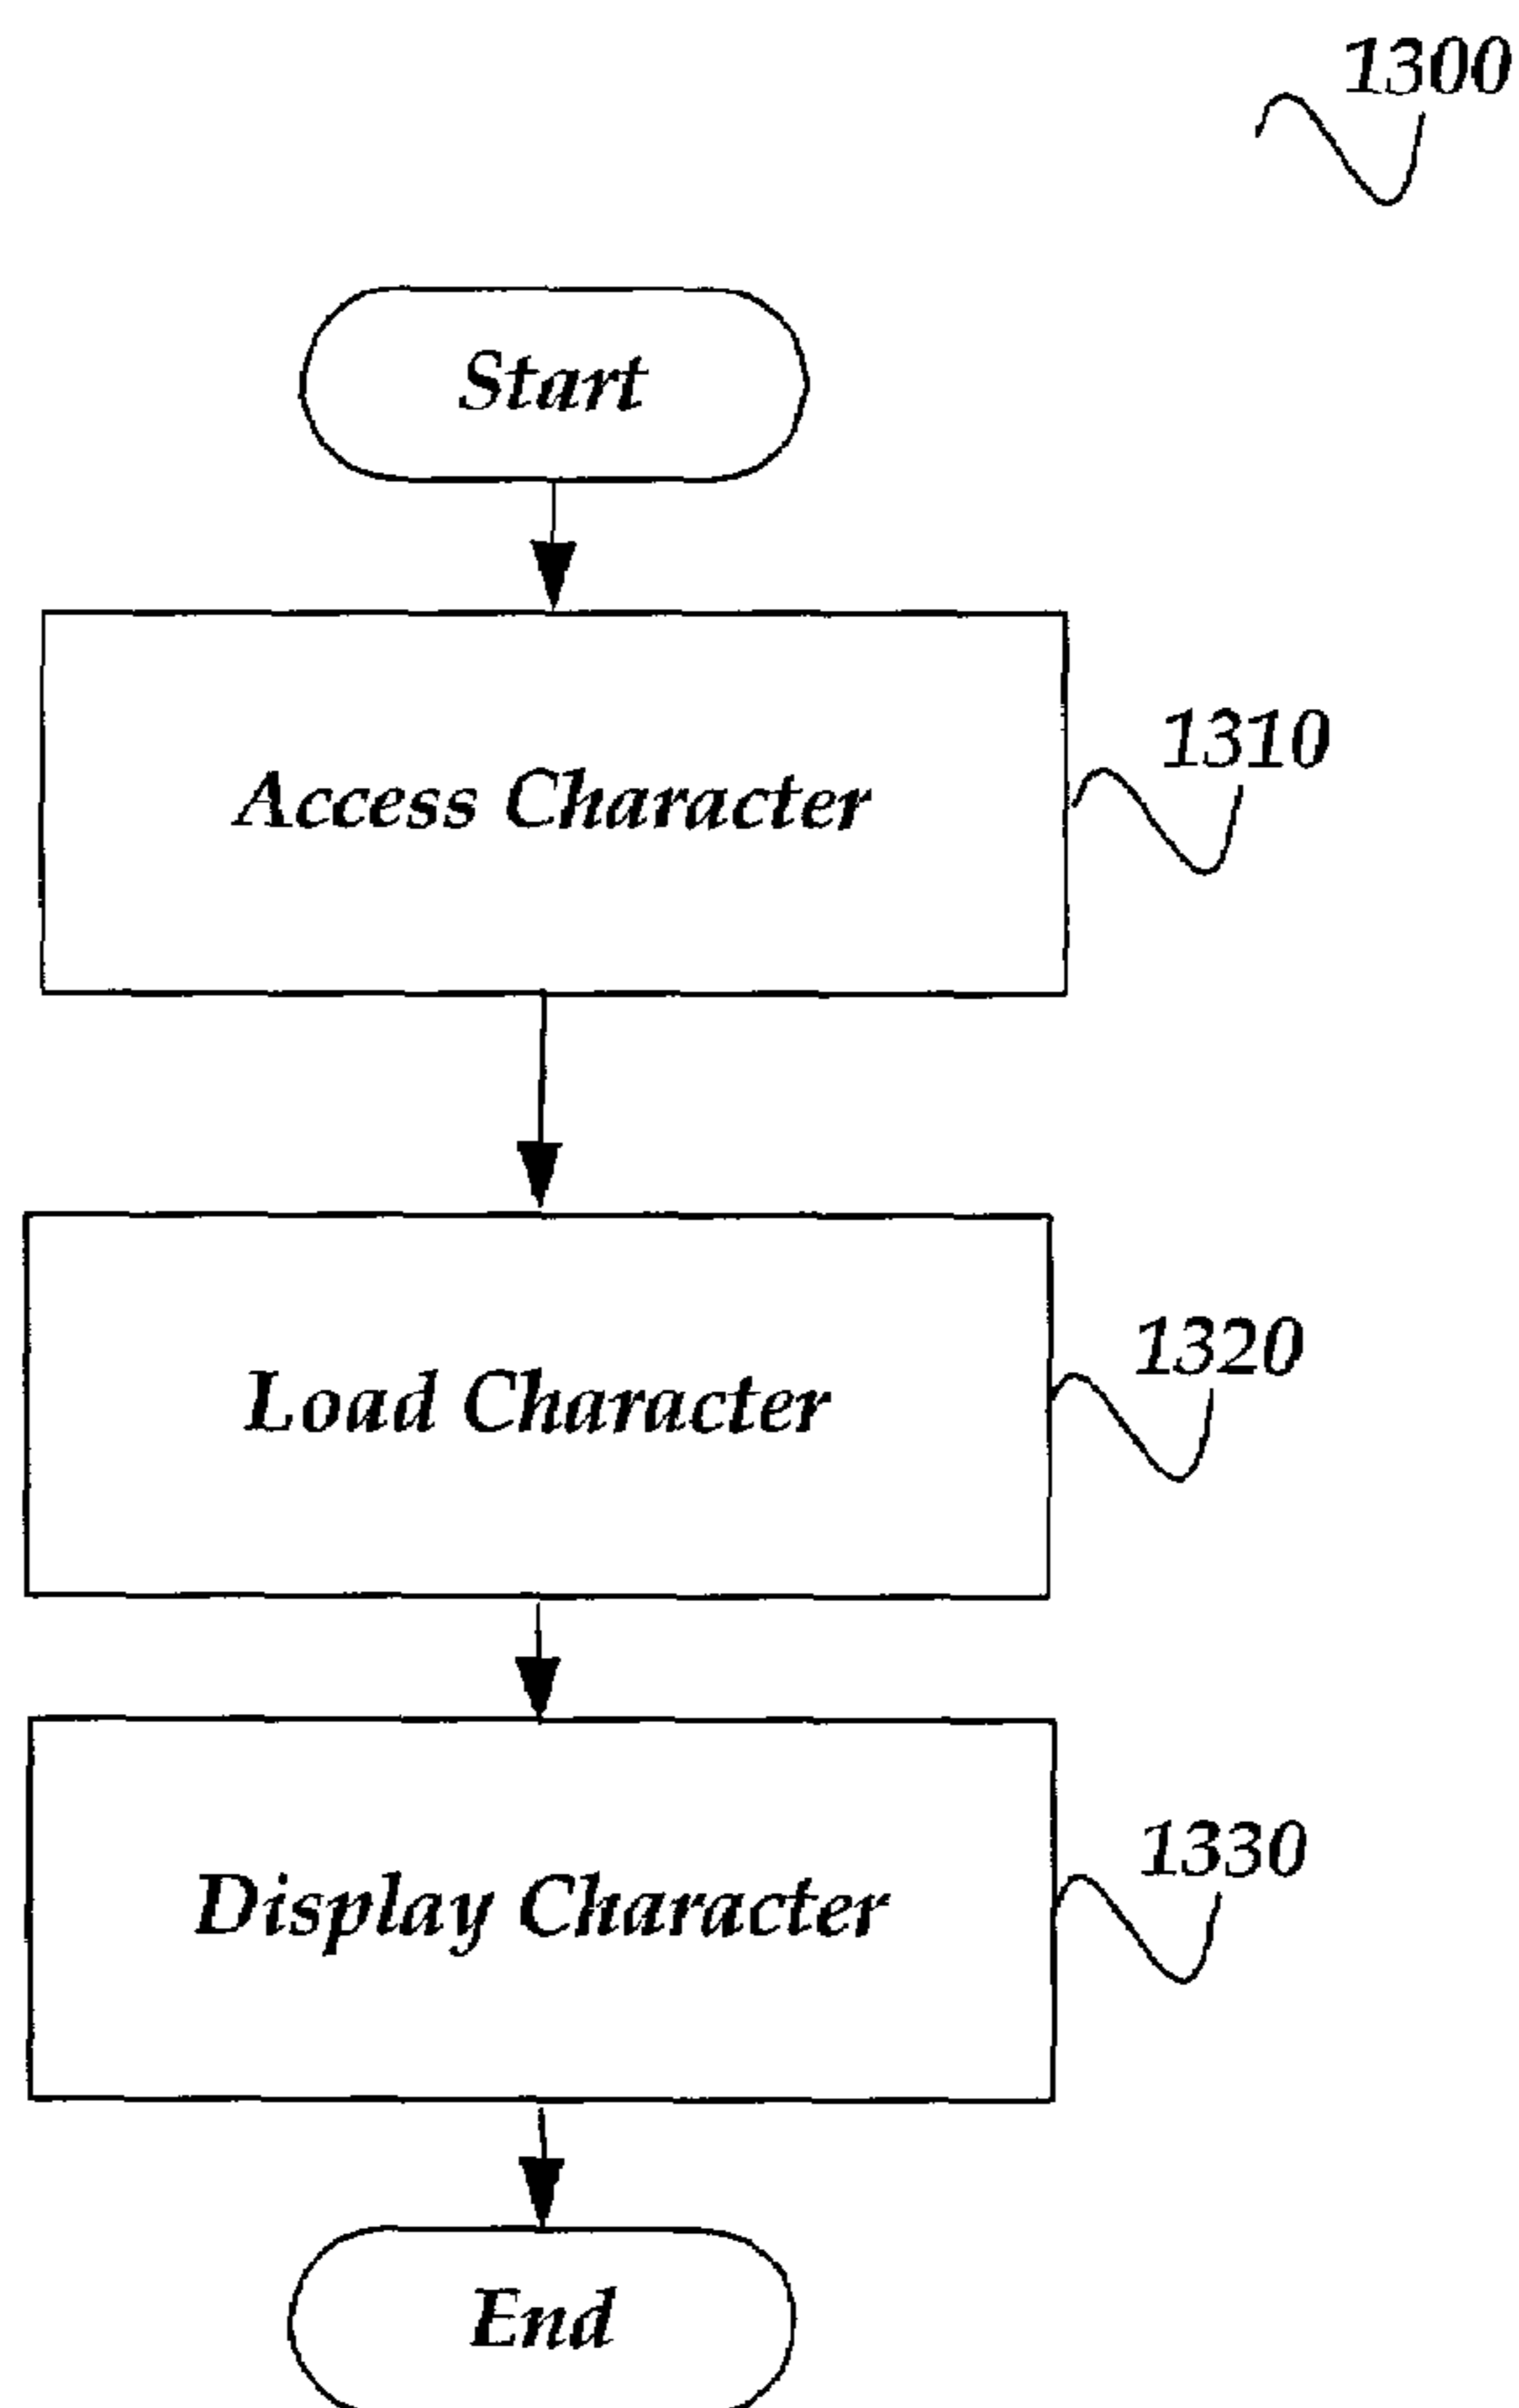 1300
Start
Access Character
1310
Load Character
1320
Display Character
1330
End